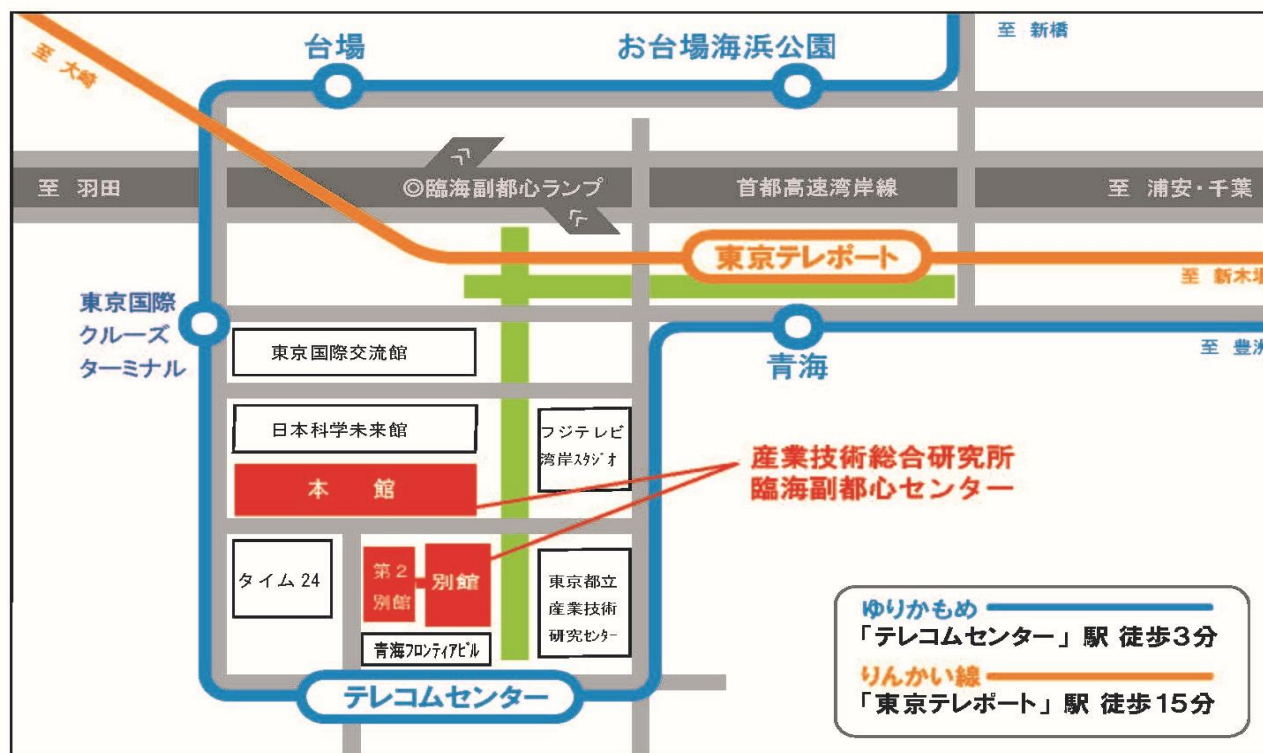 至 新橋
台場
お台場海浜公園
至 大崎
至 羽田
◎臨海副都心ランプ
首都高速湾岸線
至 浦安・千葉
東京テレポート
至 新木場
東京国際
クルーズ
ターミナル
青海
至 豊洲
東京国際交流館
日本科学未来館
フジテレビ
湾岸スタジオ
本 館
産業技術総合研究所
臨海副都心センター
タイム24
第2
別館
別館
東京都立
産業技術
研究センター
青海フロンティアビル
テレコムセンター
ゆりかもめ
「テレコムセンター」駅 徒歩3分
りんかい線
「東京テレポート」駅 徒歩15分